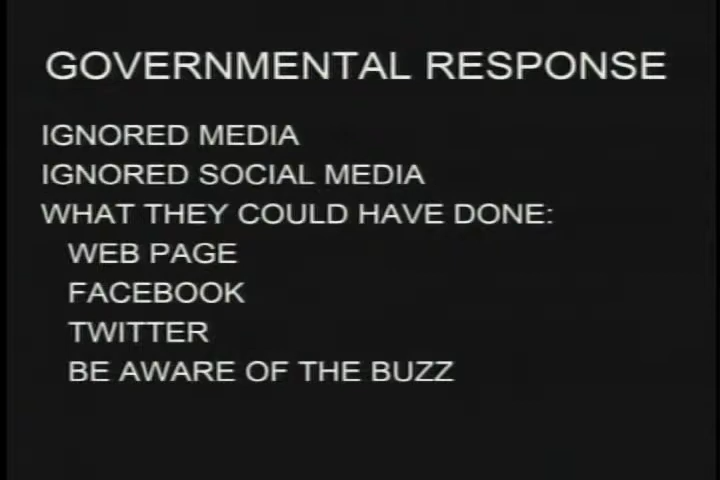 GOVERNMENTAL RESPONSE
IGNORED MEDIA
IGNORED SOCIAL MEDIA
WHAT THEY COULD HAVE DONE:
WEB PAGE
FACEBOOK
TWITTER
BE AWARE OF THE BUZZ